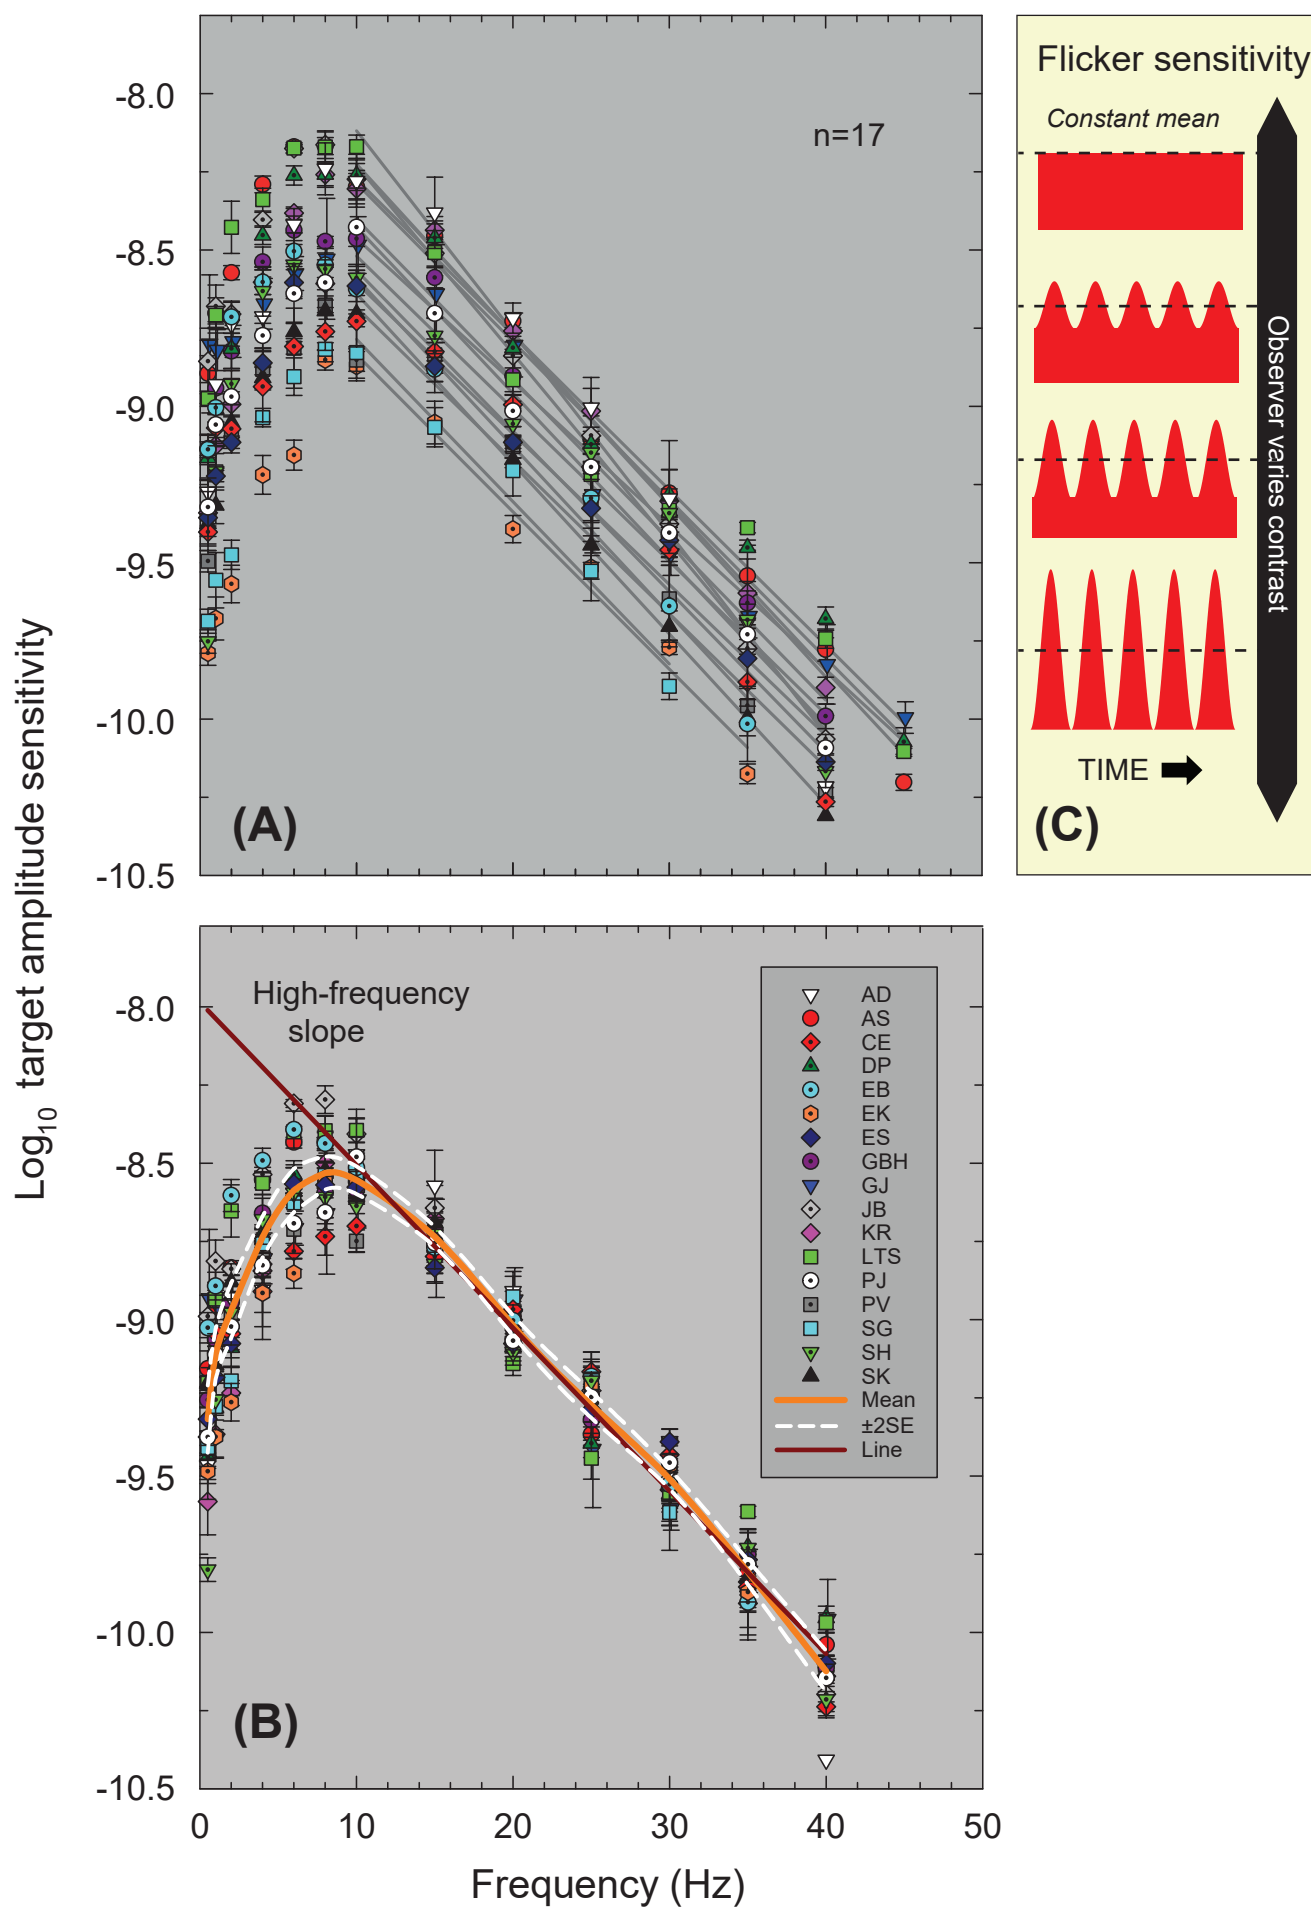 -8.0
-8.5
-9.0
-9.5
-10.0
-10.5
n=17
(A)
Flicker sensitivity
Constant mean
Observer varies contrast
TIME
(C)
Log10 target amplitude sensitivity
-8.0
-8.5
-9.0
-9.5
-10.0
-10.5
High-frequency
slope
AD
AS
CE
DP
EB
EK
ES
GBH
GJ
JB
KR
LTS
PJ
PV
SG
SH
SK
Mean
±2SE
Line
(B)
0 10 20 30 40 50
Frequency (Hz)